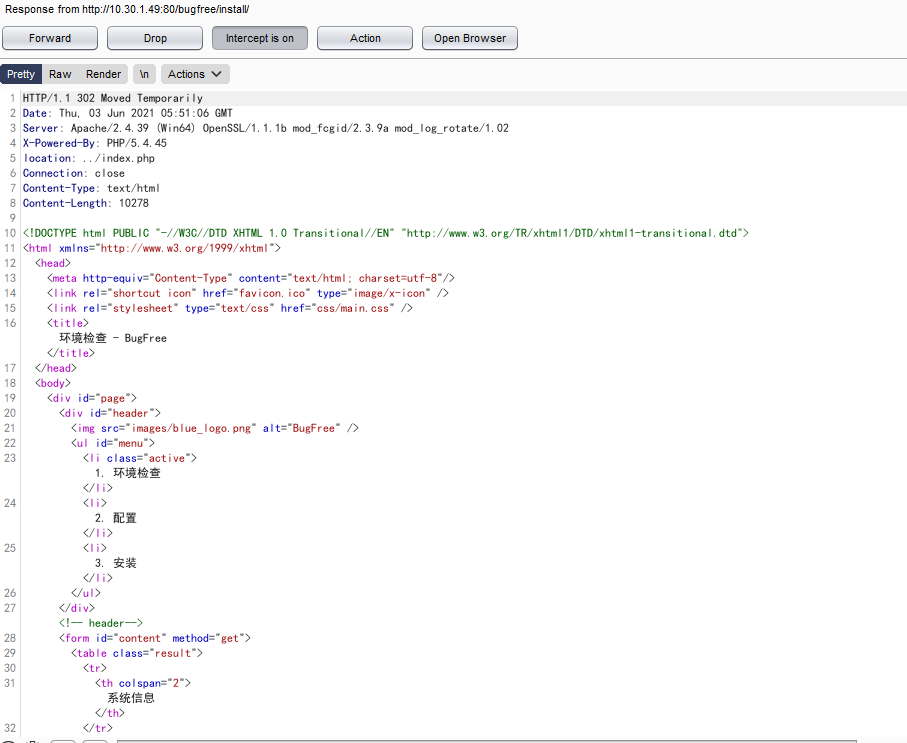 Response from http://10.30.1.49:80/bugfree/install/
Forward Drop Intercept is on Action Open Browser
Pretty Raw Render \n Actions
1 HTTP/1.1 302 Moved Temporarily
2 Date: Thu, 03 Jun 2021 05:51:06 GMT
3 Server: Apache/2.4.39 (Win64) OpenSSL/1.1.1b mod_fcgid/2.3.9a mod_log_rotate/1.02
4 X-Powered-By: PHP/5.4.45
5 location: ../index.php
6 Connection: close
7 Content-Type: text/html
8 Content-Length: 10278
9
10 <!DOCTYPE html PUBLIC "-//W3C//DTD XHTML 1.0 Transitional//EN" "http://www.w3.org/TR/xhtml1/DTD/xhtml1-transitional.dtd">
11 <html xmlns="http://www.w3.org/1999/xhtml">
12 <head>
13 <meta http-equiv="Content-Type" content="text/html; charset=utf-8"/>
14 <link rel="shortcut icon" href="favicon.ico" type="image/x-icon" />
15 <link rel="stylesheet" type="text/css" href="css/main.css" />
16 <title>
环境检查 - BugFree
</title>
17 </head>
18 <body>
19 <div id="page">
20 <div id="header">
21 <img src="images/blue_logo.png" alt="BugFree" />
22 <ul id="menu">
23 <li class="active">
1. 环境检查
</li>
24 <li>
2. 配置
</li>
25 <li>
3. 安装
</li>
26 </ul>
27 </div>
<!-- header-->
28 <form id="content" method="get">
29 <table class="result">
30 <tr>
31 <th colspan="2">
系统信息
</th>
32 </tr>